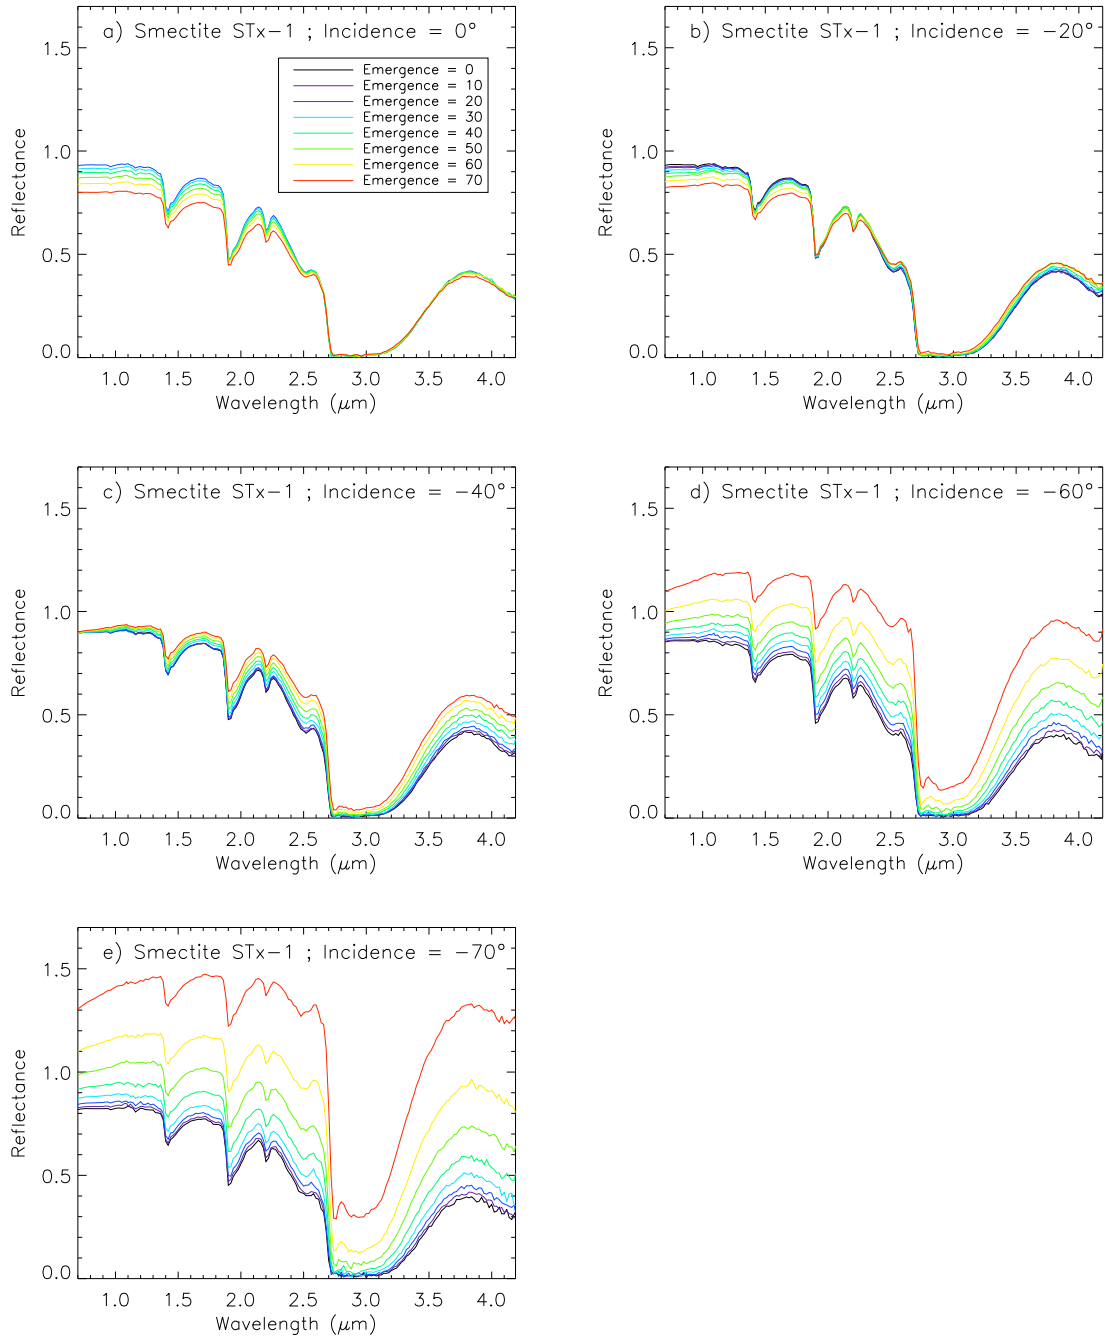 a) Smectite STx-1 ; Incidence = 0°
Emergence = 0
Emergence = 10
Emergence = 20
Emergence = 30
Emergence = 40
Emergence = 50
Emergence = 60
Emergence = 70
Reflectance
1.5
1.0
0.5
0.0
1.0 1.5 2.0 2.5 3.0 3.5 4.0
Wavelength (μm)
b) Smectite STx-1 ; Incidence = -20°
Reflectance
1.5
1.0
0.5
0.0
1.0 1.5 2.0 2.5 3.0 3.5 4.0
Wavelength (μm)
c) Smectite STx-1 ; Incidence = -40°
Reflectance
1.5
1.0
0.5
0.0
1.0 1.5 2.0 2.5 3.0 3.5 4.0
Wavelength (μm)
d) Smectite STx-1 ; Incidence = -60°
Reflectance
1.5
1.0
0.5
0.0
1.0 1.5 2.0 2.5 3.0 3.5 4.0
Wavelength (μm)
e) Smectite STx-1 ; Incidence = -70°
Reflectance
1.5
1.0
0.5
0.0
1.0 1.5 2.0 2.5 3.0 3.5 4.0
Wavelength (μm)